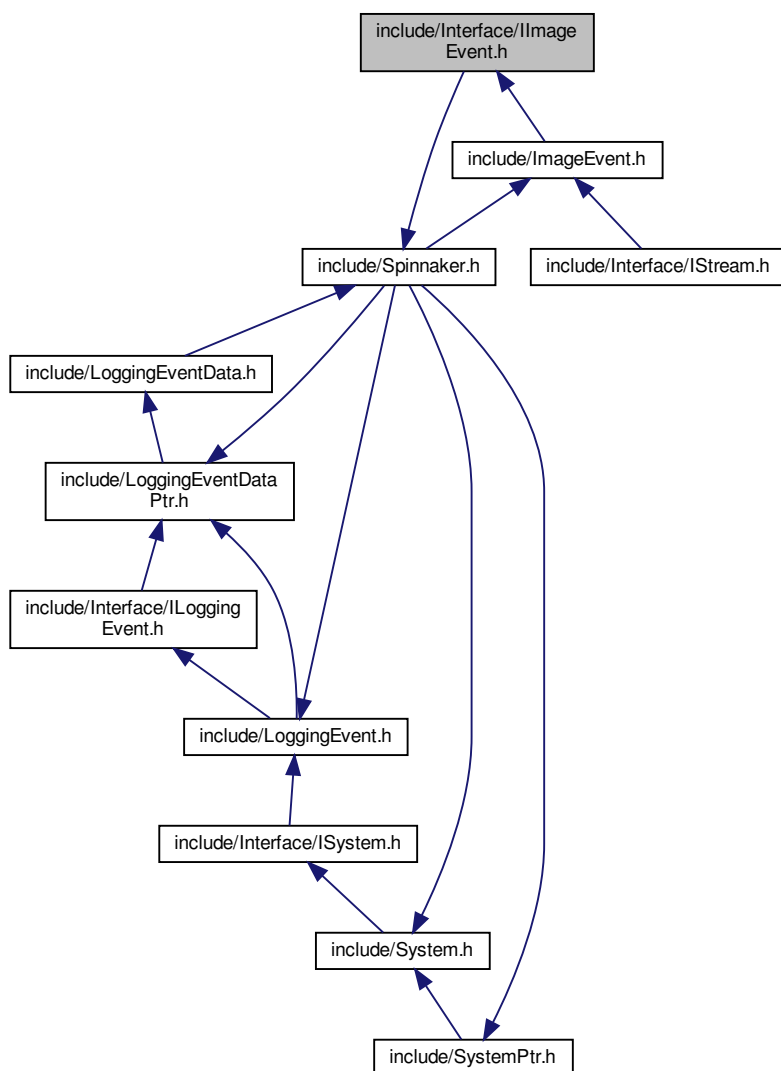 include/Interface/IImage
Event.h
include/ImageEvent.h
include/Spinnaker.h
include/Interface/IStream.h
include/LoggingEventData.h
include/LoggingEventData
Ptr.h
include/Interface/ILogging
Event.h
include/LoggingEvent.h
include/Interface/ISystem.h
include/System.h
include/SystemPtr.h